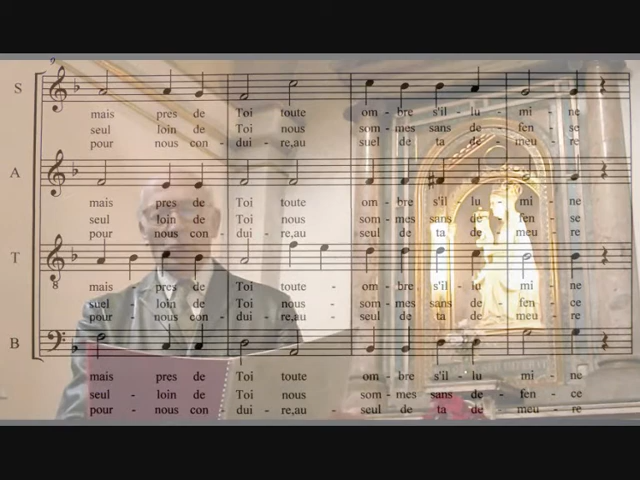 9
S
mais pres de Toi toute om - bre s'il - lu mi - ne
seul loin de Toi nous som - mes sans de - fen - se
pour nous con - dui - re,au suel de ta de - meu - re
A
mais pres de Toi toute om - bre s'il - lu mi - ne
seul loin de Toi nous som - mes sans de - fen - se
pour nous con - dui - re,au - seul de ta de - meu - re
T
8
mais - pres de Toi toute - om - bre s'il - lu mi - ne
suel - loin de Toi nous - som - mes sans de - fen - ce
pour - nous con - dui - re,au - seul de ta de - meu - re
B
mais pres de Toi toute om - bre s'il - lu mi - ne
seul - loin de Toi nous som - mes sans de - fen - ce
pour - nous con - dui - re,au - seul de ta de - meu - re